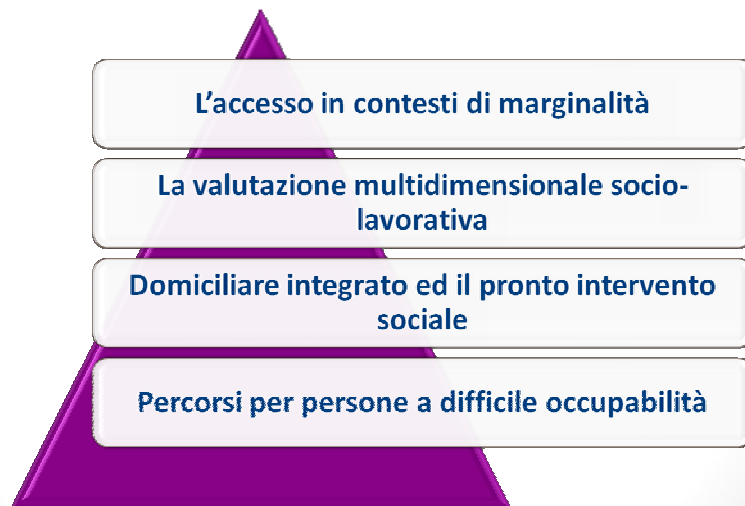 L'accesso in contesti di marginalità
La valutazione multidimensionale socio-
lavorativa
Domiciliare integrato ed il pronto intervento
sociale
Percorsi per persone a difficile occupabilità